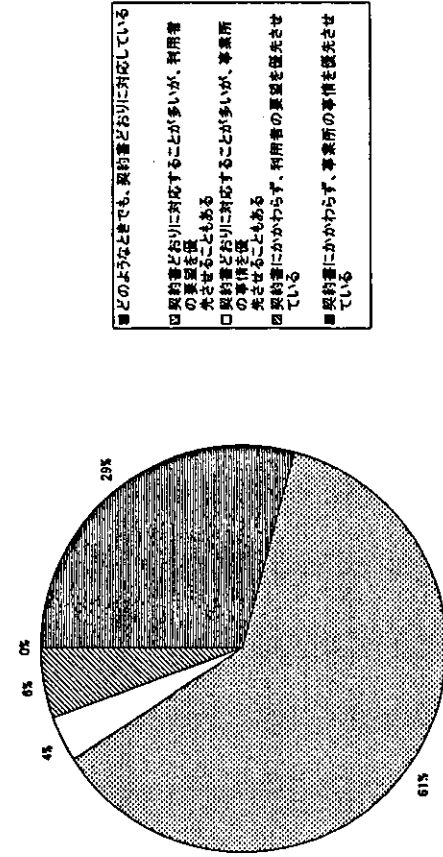 0%
6%
4%
29%
61%
■どのようなときでも、契約書どおりに対応している
契約書どおりに対応することが多いが、利用者
の要望を優
先させることもある
□契約書どおりに対応することが多いが、事業所
の事情を優
先させることもある
契約書にかかわらず、利用者の要望を優先させ
ている
■契約書にかかわらず、事業所の事情を優先させ
ている